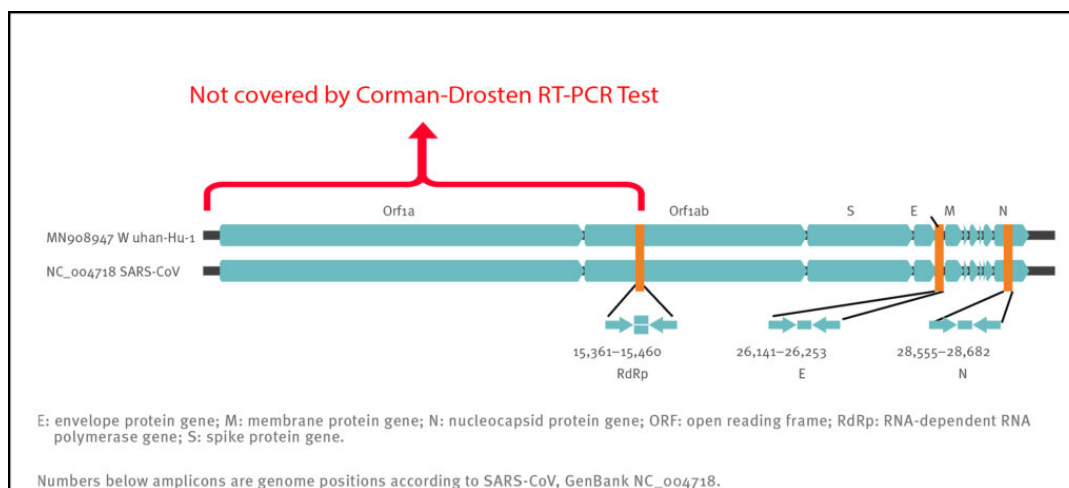 Not covered by Corman-Drosten RT-PCR Test
Orf1a Orf1ab S E M N
MN908947 W uhan-Hu-1
NC_004718 SARS-CoV
15,361–15,460 26,141–26,253 28,555–28,682
RdRp E N
E: envelope protein gene; M: membrane protein gene; N: nucleocapsid protein gene; ORF: open reading frame; RdRp: RNA-dependent RNA
polymerase gene; S: spike protein gene.
Numbers below amplicons are genome positions according to SARS-CoV, GenBank NC_004718.